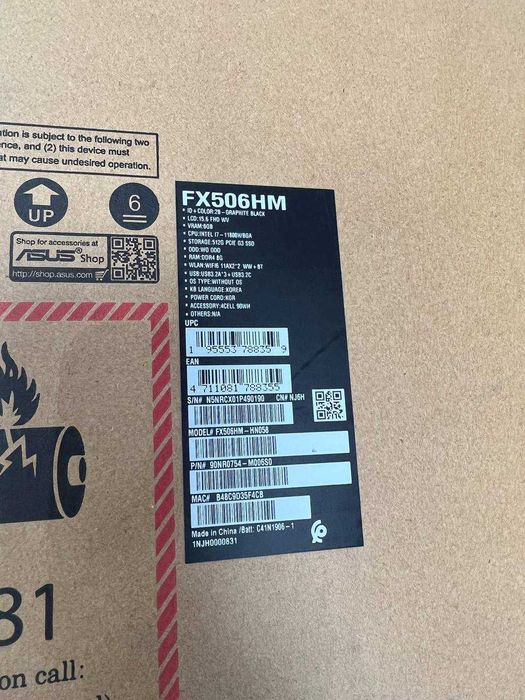 tion is subject to the following two
ence, and (2) this device must
at may cause undesired operation.
UP
6
Shop for accessories at
ASUS Shop
http://shop.asus.com
FX506HM
• ID + COLOR:2B - GRAPHITE BLACK
• LCD: 15.6 FHD WV
• VRAM:6GB
• CPU:INTEL I7 - 11800H/BGA
• STORAGE:512G PCIE G3 SSD
• ODD:WO ODD
• RAM:DDR4 8G
• WLAN:WIFI6 11AX2*2 WW + BT
• USB:USB3.2A*3 + USB3.2C
• OS TYPE:WITHOUT OS
• KB LANGUAGE:KOREA
• POWER CORD:KOR
• ACCESSORY:4CELL 90WH
• OTHERS:N/A
UPC
1 95553 78835 9
EAN
4 711081 788355
S/N# N5NRCX01P490190 CN# NJ6H
MODEL# FX506HM - HN058
P/N# 90NR0754 - M006S0
MAC# B48C9D35F4CB
Made in China /Batt: C41N1906 - 1
1NJH0000831
81
on call: